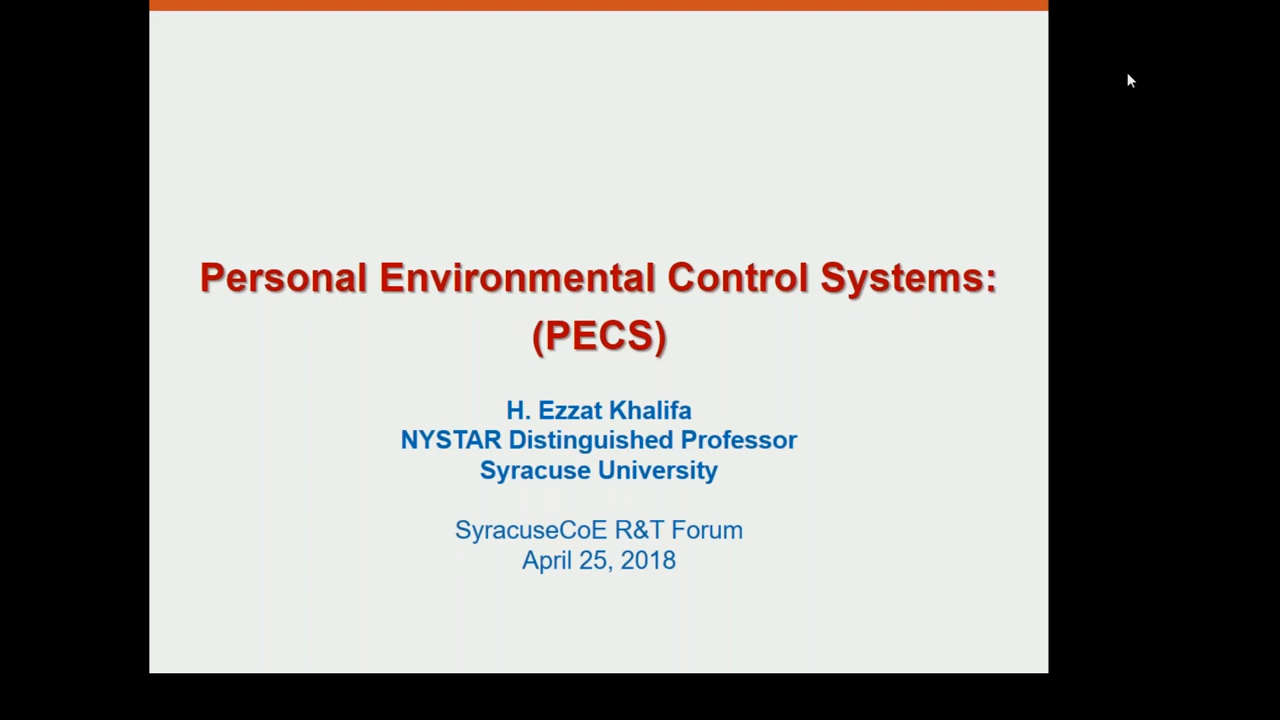 Personal Environmental Control Systems:
(PECS)
H. Ezzat Khalifa
NYSTAR Distinguished Professor
Syracuse University
SyracuseCoE R&T Forum
April 25, 2018